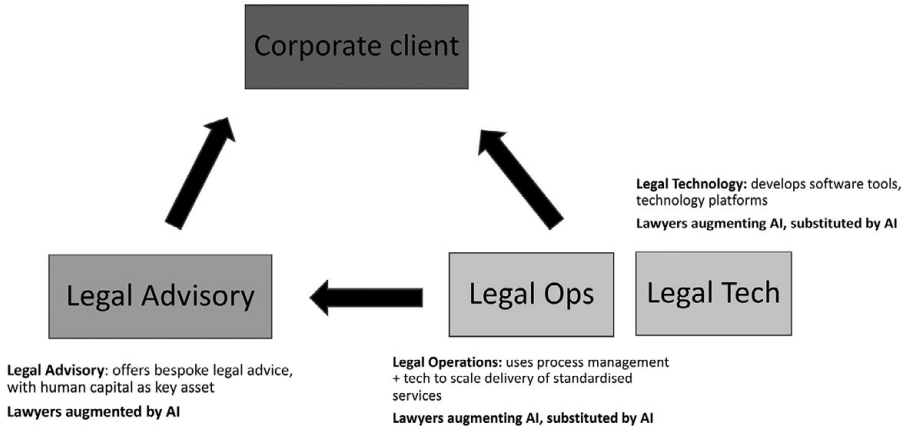 Corporate client
Legal Technology: develops software tools,
technology platforms
Lawyers augmenting AI, substituted by AI
Legal Advisory
Legal Ops
Legal Tech
Legal Advisory: offers bespoke legal advice,
with human capital as key asset
Lawyers augmented by AI
Legal Operations: uses process management
+ tech to scale delivery of standardised
services
Lawyers augmenting AI, substituted by AI